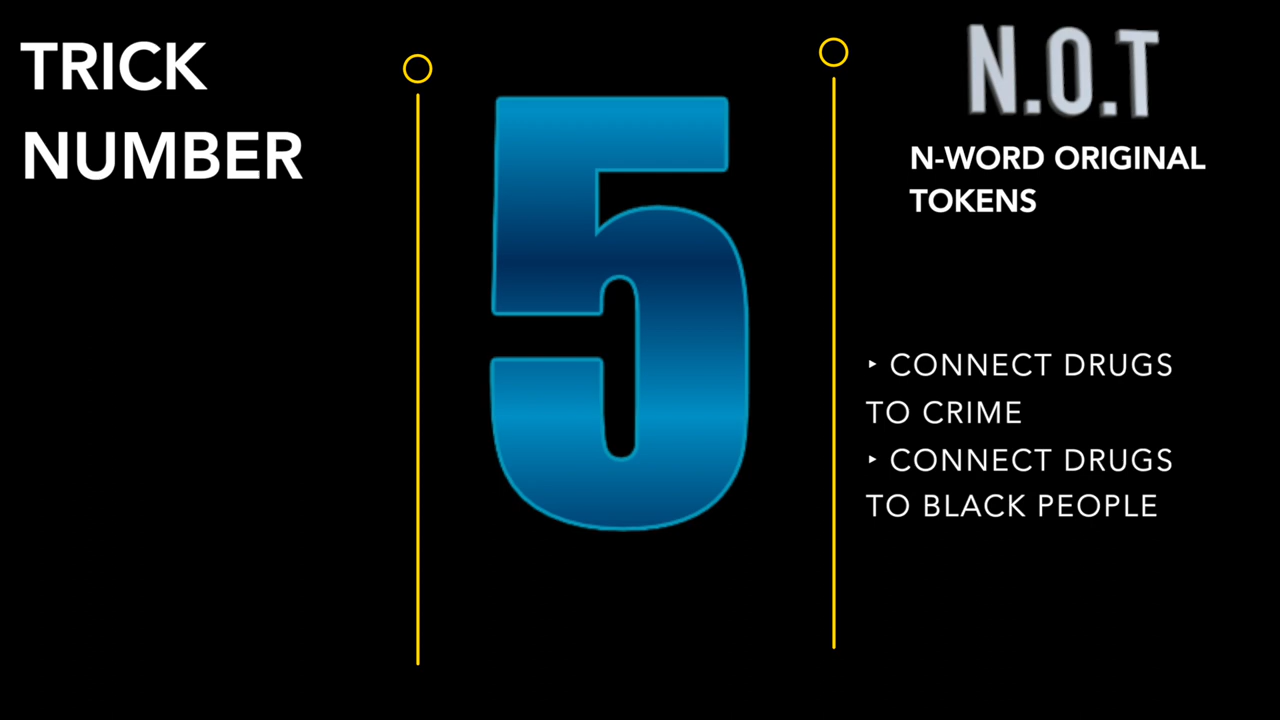 TRICK
NUMBER
5
N.O.T
N-WORD ORIGINAL
TOKENS
‣ CONNECT DRUGS
TO CRIME
‣ CONNECT DRUGS
TO BLACK PEOPLE